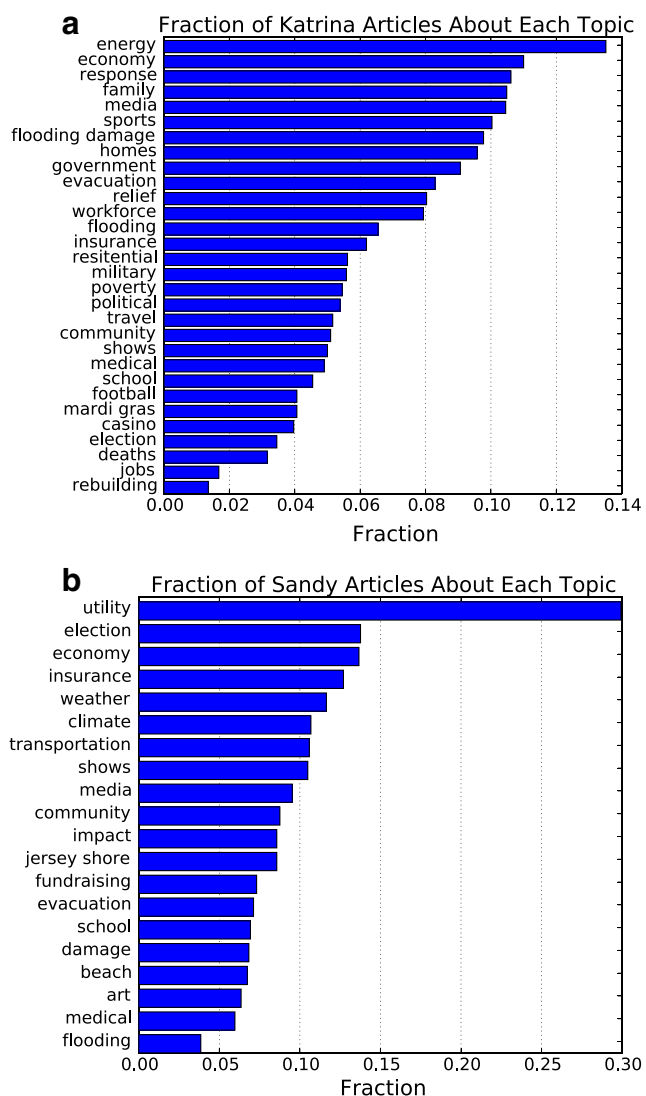 a
Fraction of Katrina Articles About Each Topic
energy
economy
response
family
media
sports
flooding damage
homes
government
evacuation
relief
workforce
flooding
insurance
resitential
military
poverty
political
travel
community
shows
medical
school
football
mardi gras
casino
election
deaths
jobs
rebuilding
0.00 0.02 0.04 0.06 0.08 0.10 0.12 0.14
Fraction
b
Fraction of Sandy Articles About Each Topic
utility
election
economy
insurance
weather
climate
transportation
shows
media
community
impact
jersey shore
fundraising
evacuation
school
damage
beach
art
medical
flooding
0.00 0.05 0.10 0.15 0.20 0.25 0.30
Fraction